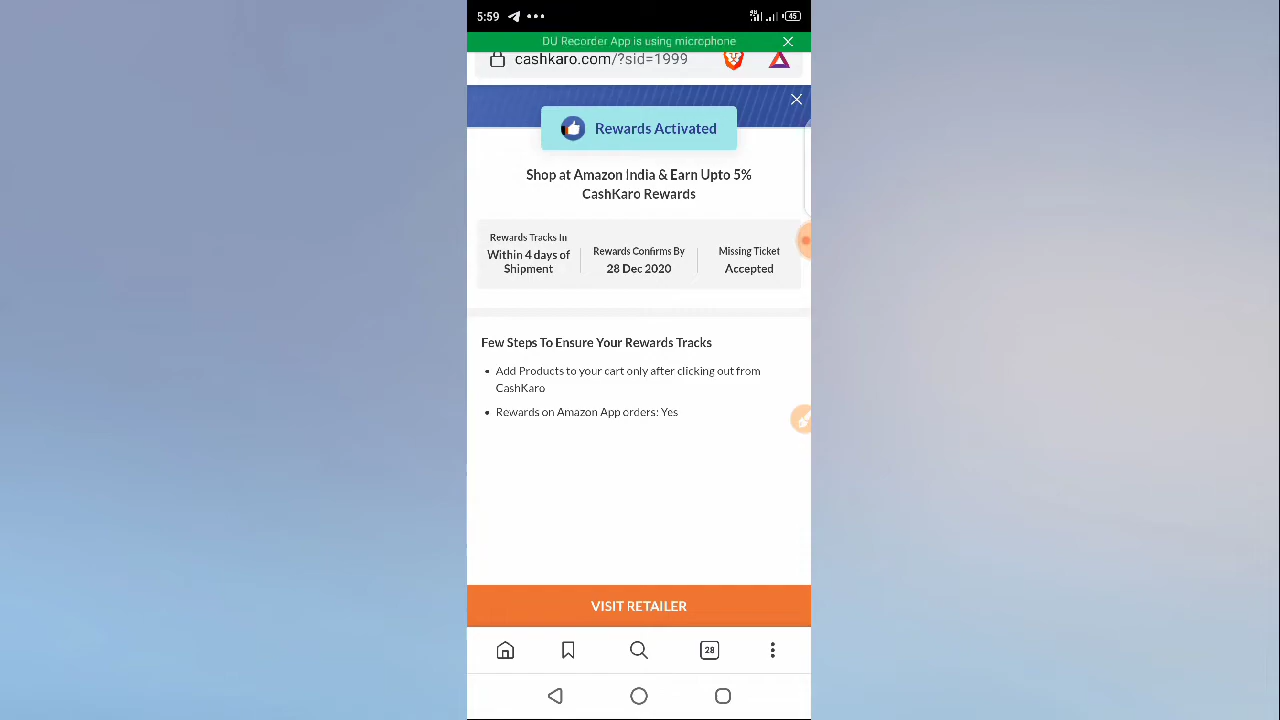 5:59
45
DU Recorder App is using microphone
cashkaro.com/?sid=1999
Rewards Activated
Shop at Amazon India & Earn Upto 5%
CashKaro Rewards
Rewards Tracks In
Within 4 days of
Shipment
Rewards Confirms By
28 Dec 2020
Missing Ticket
Accepted
Few Steps To Ensure Your Rewards Tracks
• Add Products to your cart only after clicking out from
CashKaro
• Rewards on Amazon App orders: Yes
VISIT RETAILER
28